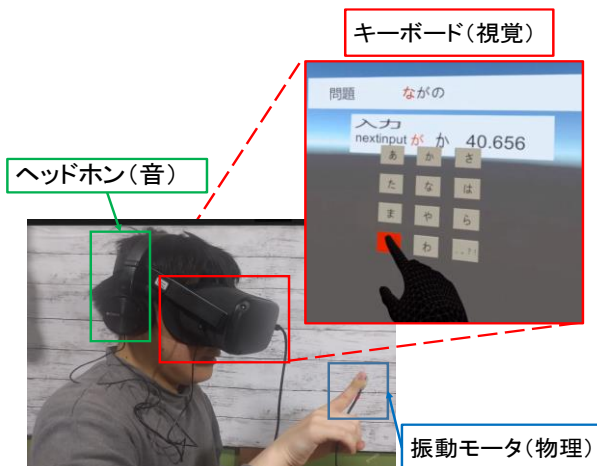 キーボード(視覚)
問題 ながの
入力
nextinput が か 40.656
あ か さ
た な は
ま や ら
わ 、。?!
ヘッドホン(音)
振動モータ(物理)